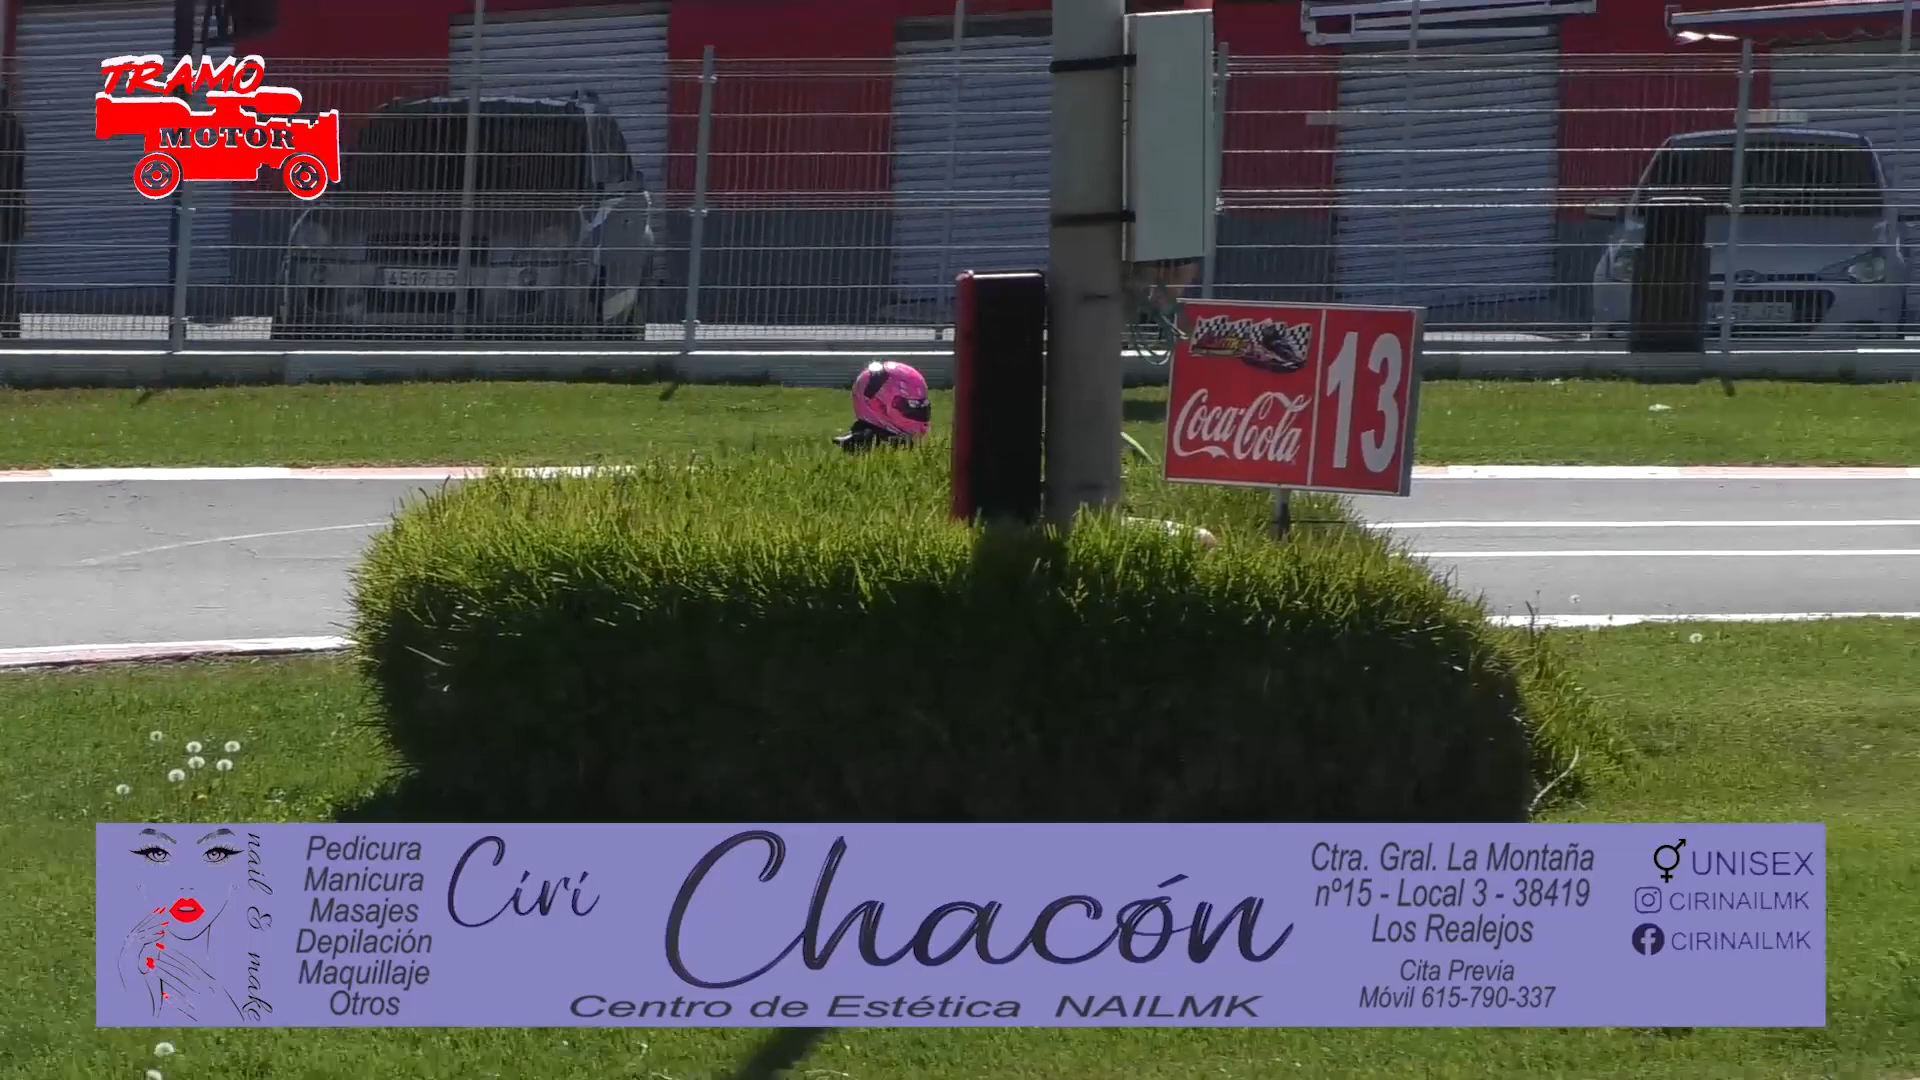 TRAMO
MOTOR
Coca-Cola
13
nail & make
Pedicura
Manicura
Masajes
Depilación
Maquillaje
Otros
Ciri
Chacón
Centro de Estética NAILMK
Ctra. Gral. La Montaña
nº15 - Local 3 - 38419
Los Realejos
Cita Previa
Móvil 615-790-337
UNISEX
CIRINAILMK
CIRINAILMK